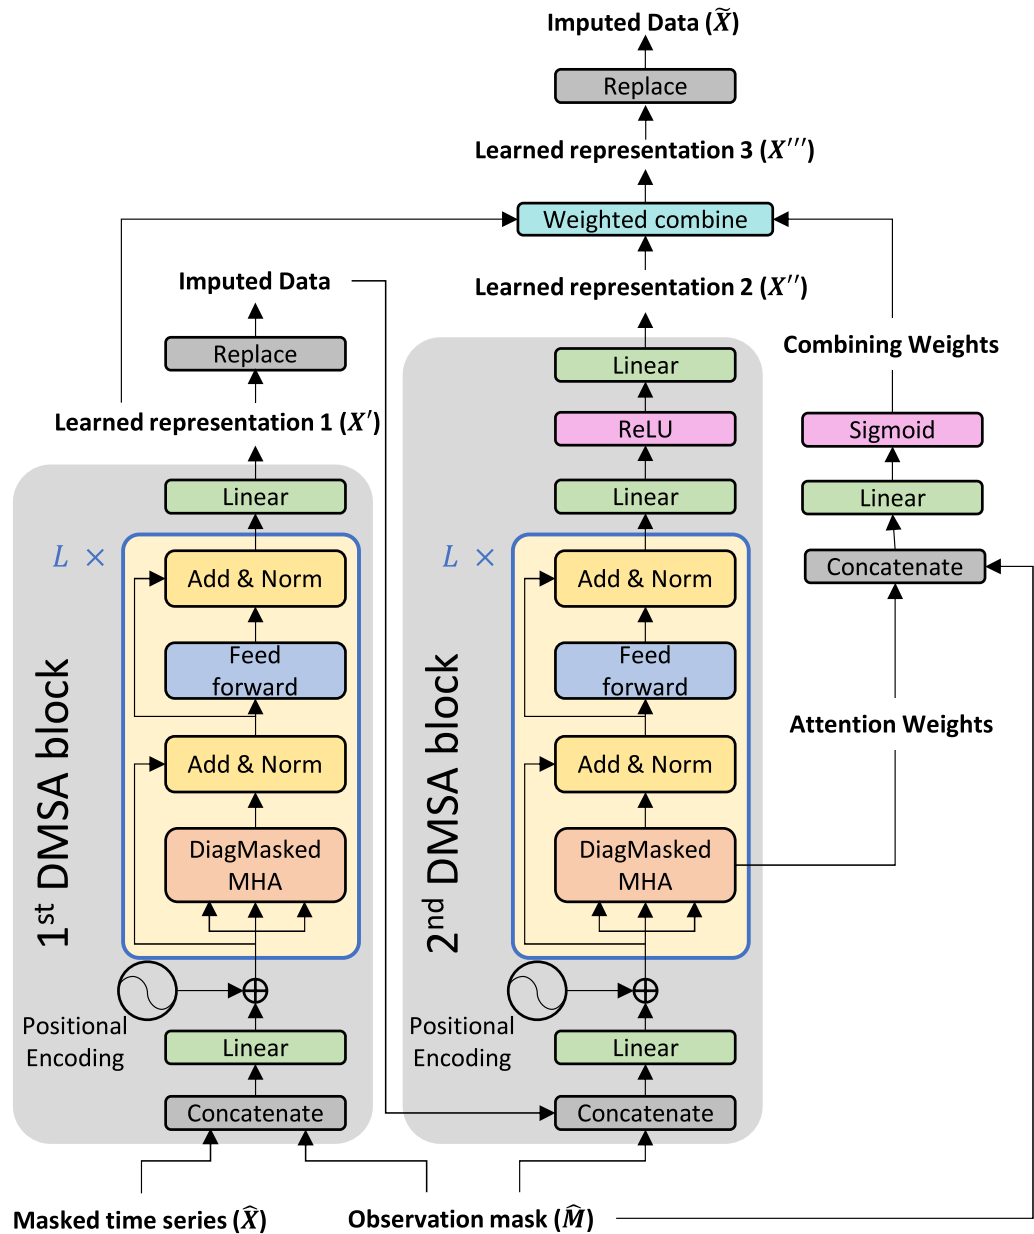 Imputed Data (X̃)
Replace
Learned representation 3 (X′′′)
Weighted combine
Imputed Data
Learned representation 2 (X′′)
Replace
Linear
Combining Weights
Learned representation 1 (X′)
ReLU
Sigmoid
Linear
Linear
Linear
L ×
Add & Norm
L ×
Add & Norm
Concatenate
Feed
forward
Feed
forward
1st DMSA block
2nd DMSA block
Attention Weights
Add & Norm
Add & Norm
DiagMasked
MHA
DiagMasked
MHA
Positional
Encoding
Linear
Positional
Encoding
Linear
Concatenate
Concatenate
Masked time series (X̂)
Observation mask (M̂)